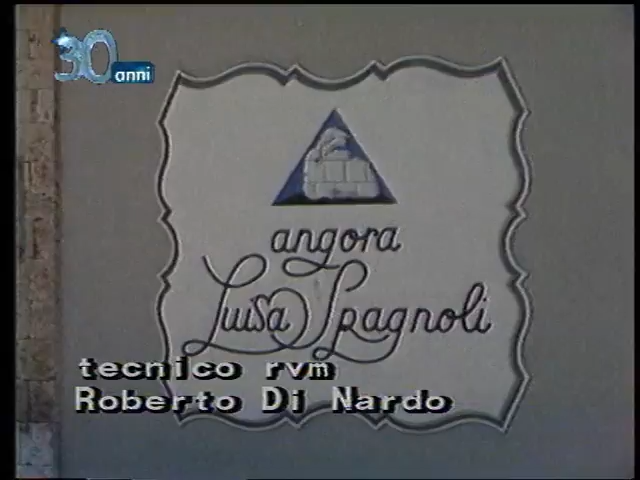 30
anni
angora
Luisa Spagnoli
tecnico rvm
Roberto Di Nardo